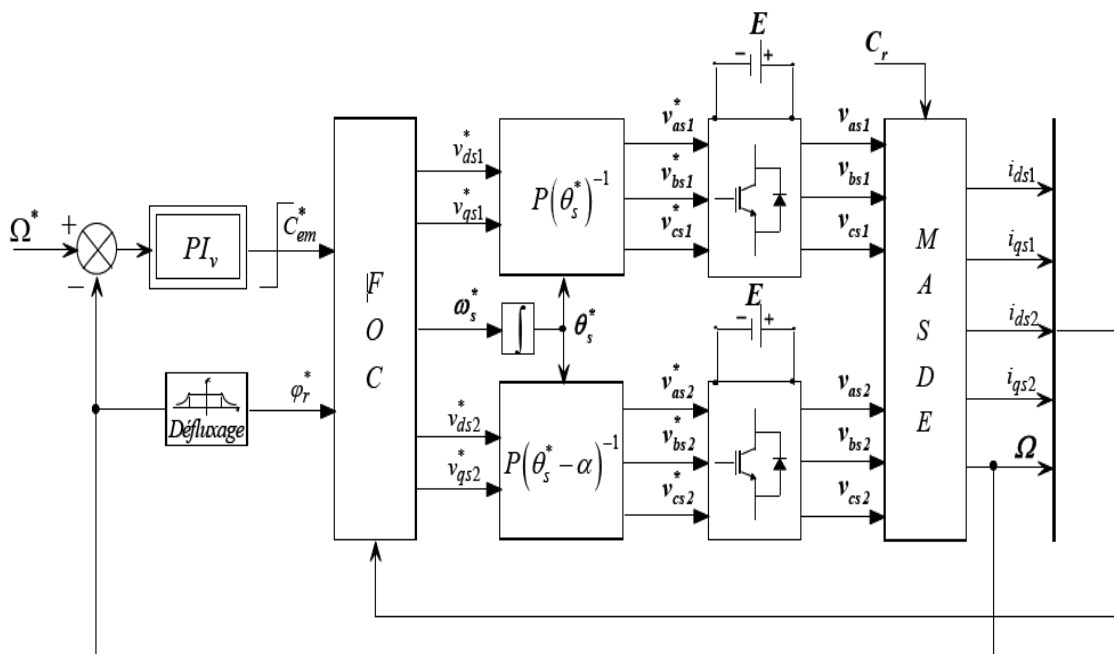 E
− +
C_r
Ω*
+
−
PI_v
C*_em
F
O
C
v*_ds1
v*_qs1
P(θ*_s)^−1
v*_as1
v*_bs1
v*_cs1
v_as1
v_bs1
v_cs1
M
A
S
D
E
i_ds1
i_qs1
i_ds2
i_qs2
Ω
ω*_s
∫
θ*_s
E
− +
Défluxage
φ*_r
v*_ds2
v*_qs2
P(θ*_s − α)^−1
v*_as2
v*_bs2
v*_cs2
v_as2
v_bs2
v_cs2